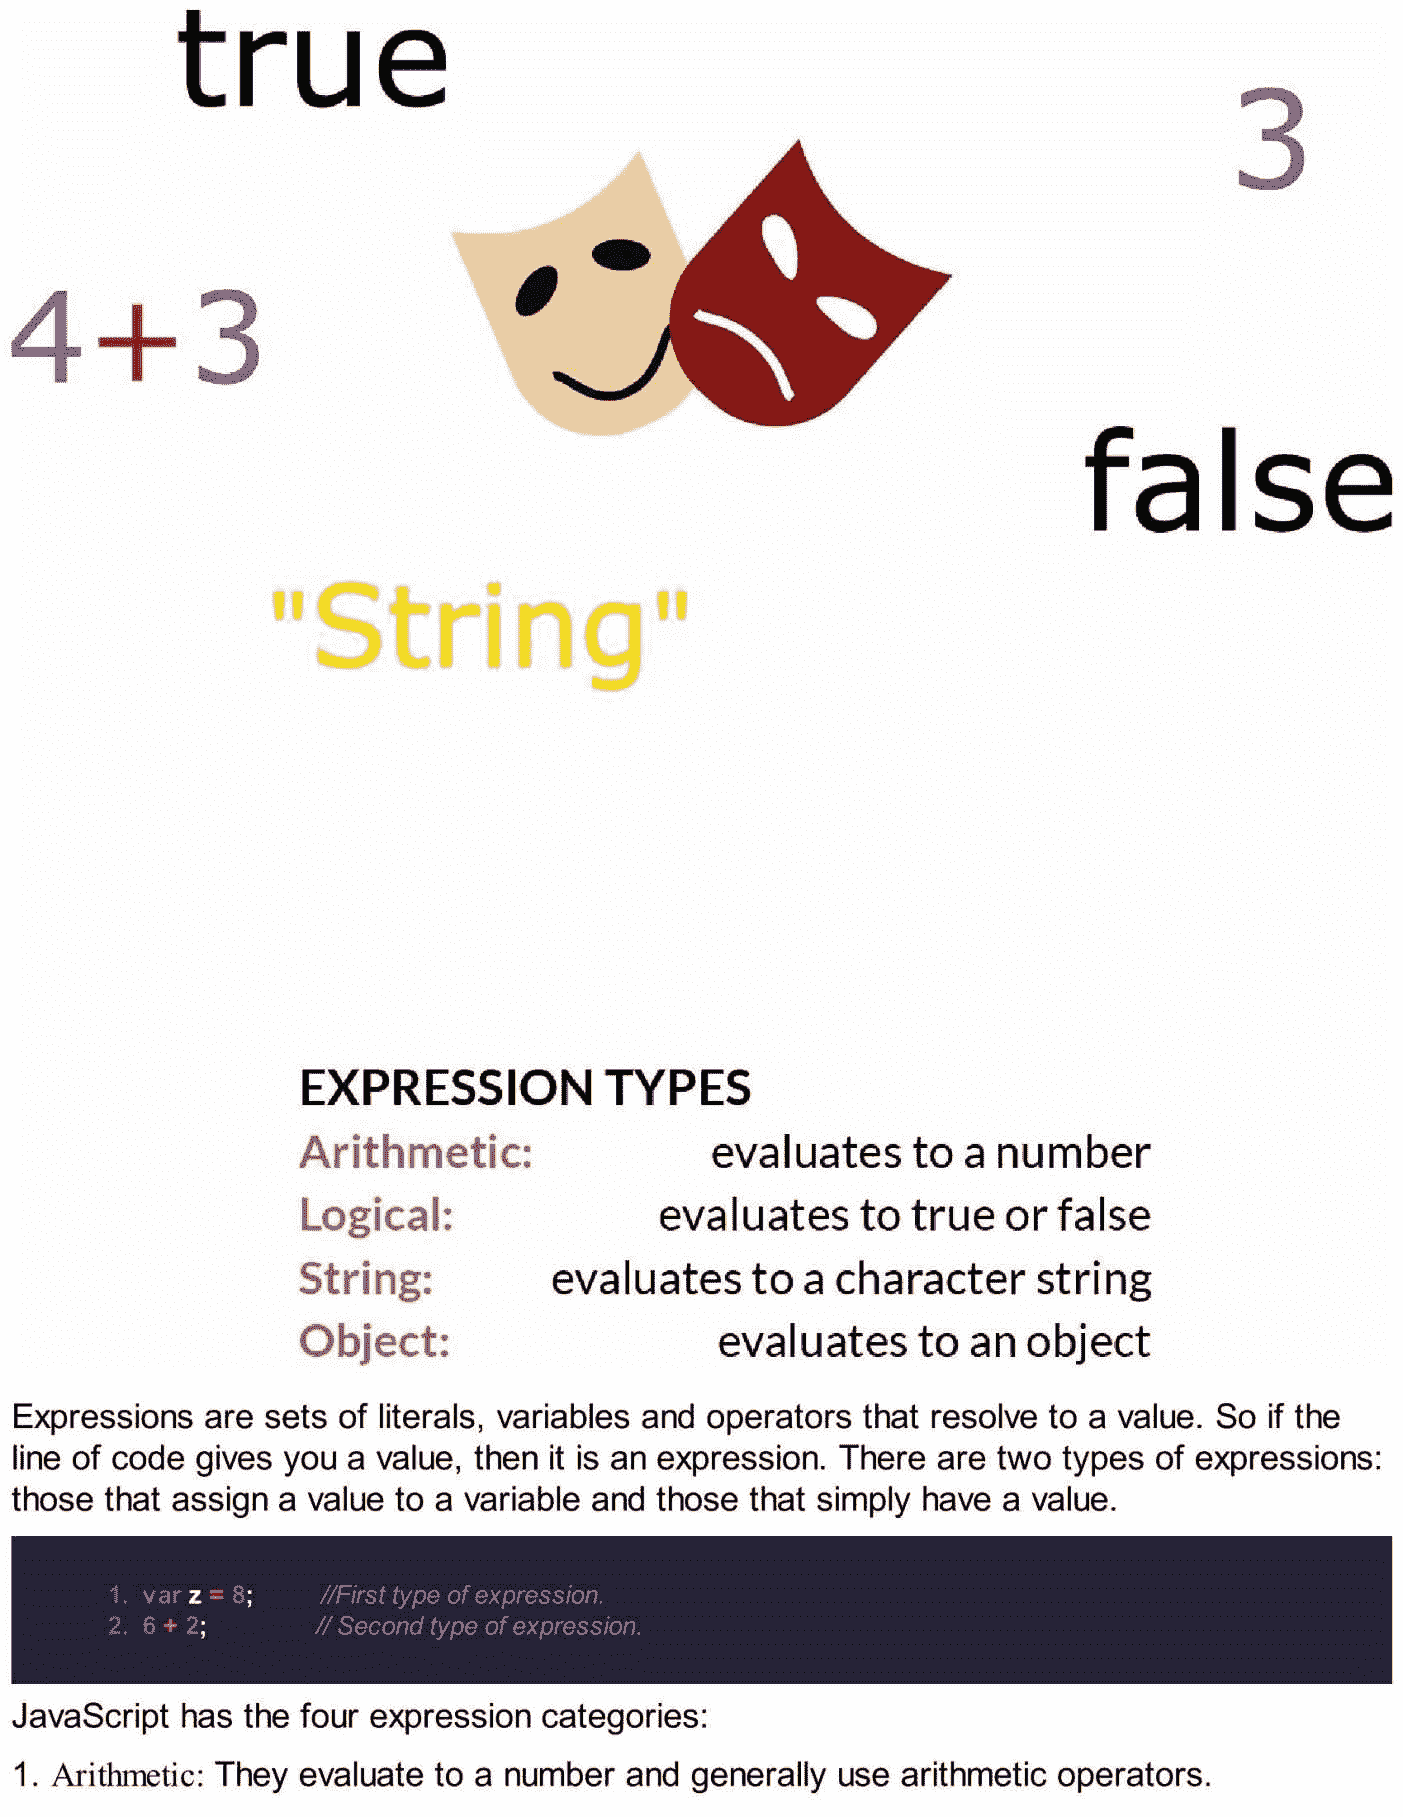 true
3
4+3
false
"String"
EXPRESSION TYPES
Arithmetic: evaluates to a number
Logical: evaluates to true or false
String: evaluates to a character string
Object: evaluates to an object
Expressions are sets of literals, variables and operators that resolve to a value. So if the
line of code gives you a value, then it is an expression. There are two types of expressions:
those that assign a value to a variable and those that simply have a value.
1. var z = 8; //First type of expression.
2. 6 + 2; // Second type of expression.
JavaScript has the four expression categories:
1. Arithmetic: They evaluate to a number and generally use arithmetic operators.